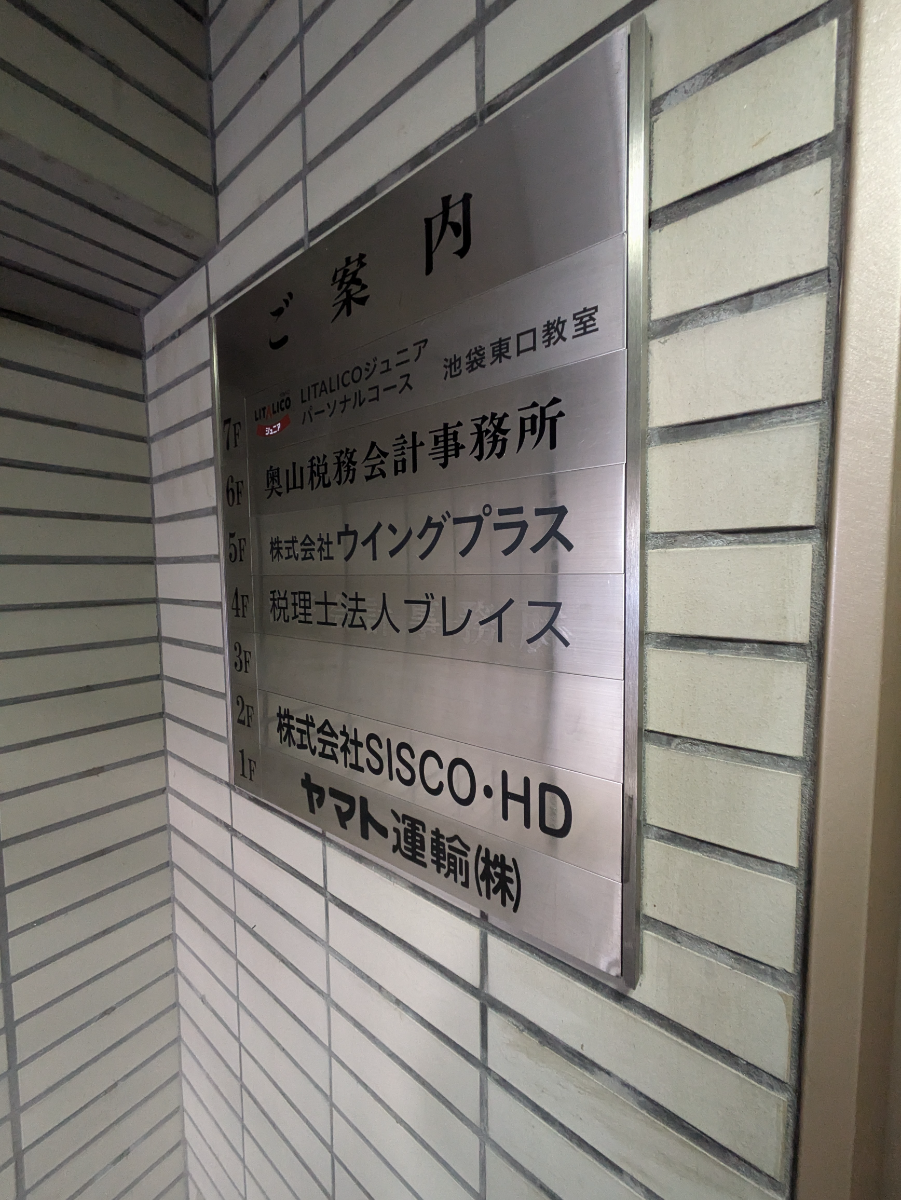 ご案内
7F LITALICO ジュニア LITALICOジュニア パーソナルコース 池袋東口教室
6F 奥山税務会計事務所
5F 株式会社ウイングプラス
4F 税理士法人ブレイス
3F
2F 株式会社SISCO・HD
1F ヤマト運輸(株)